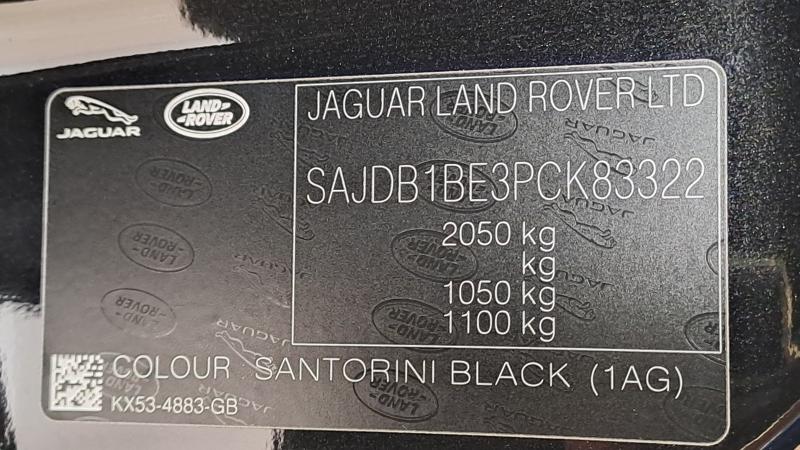 JAGUAR
LAND-
-ROVER
JAGUAR LAND ROVER LTD
SAJDB1BE3PCK83322
2050 kg
kg
1050 kg
1100 kg
COLOUR : SANTORINI BLACK (1AG)
KX53-4883-GB